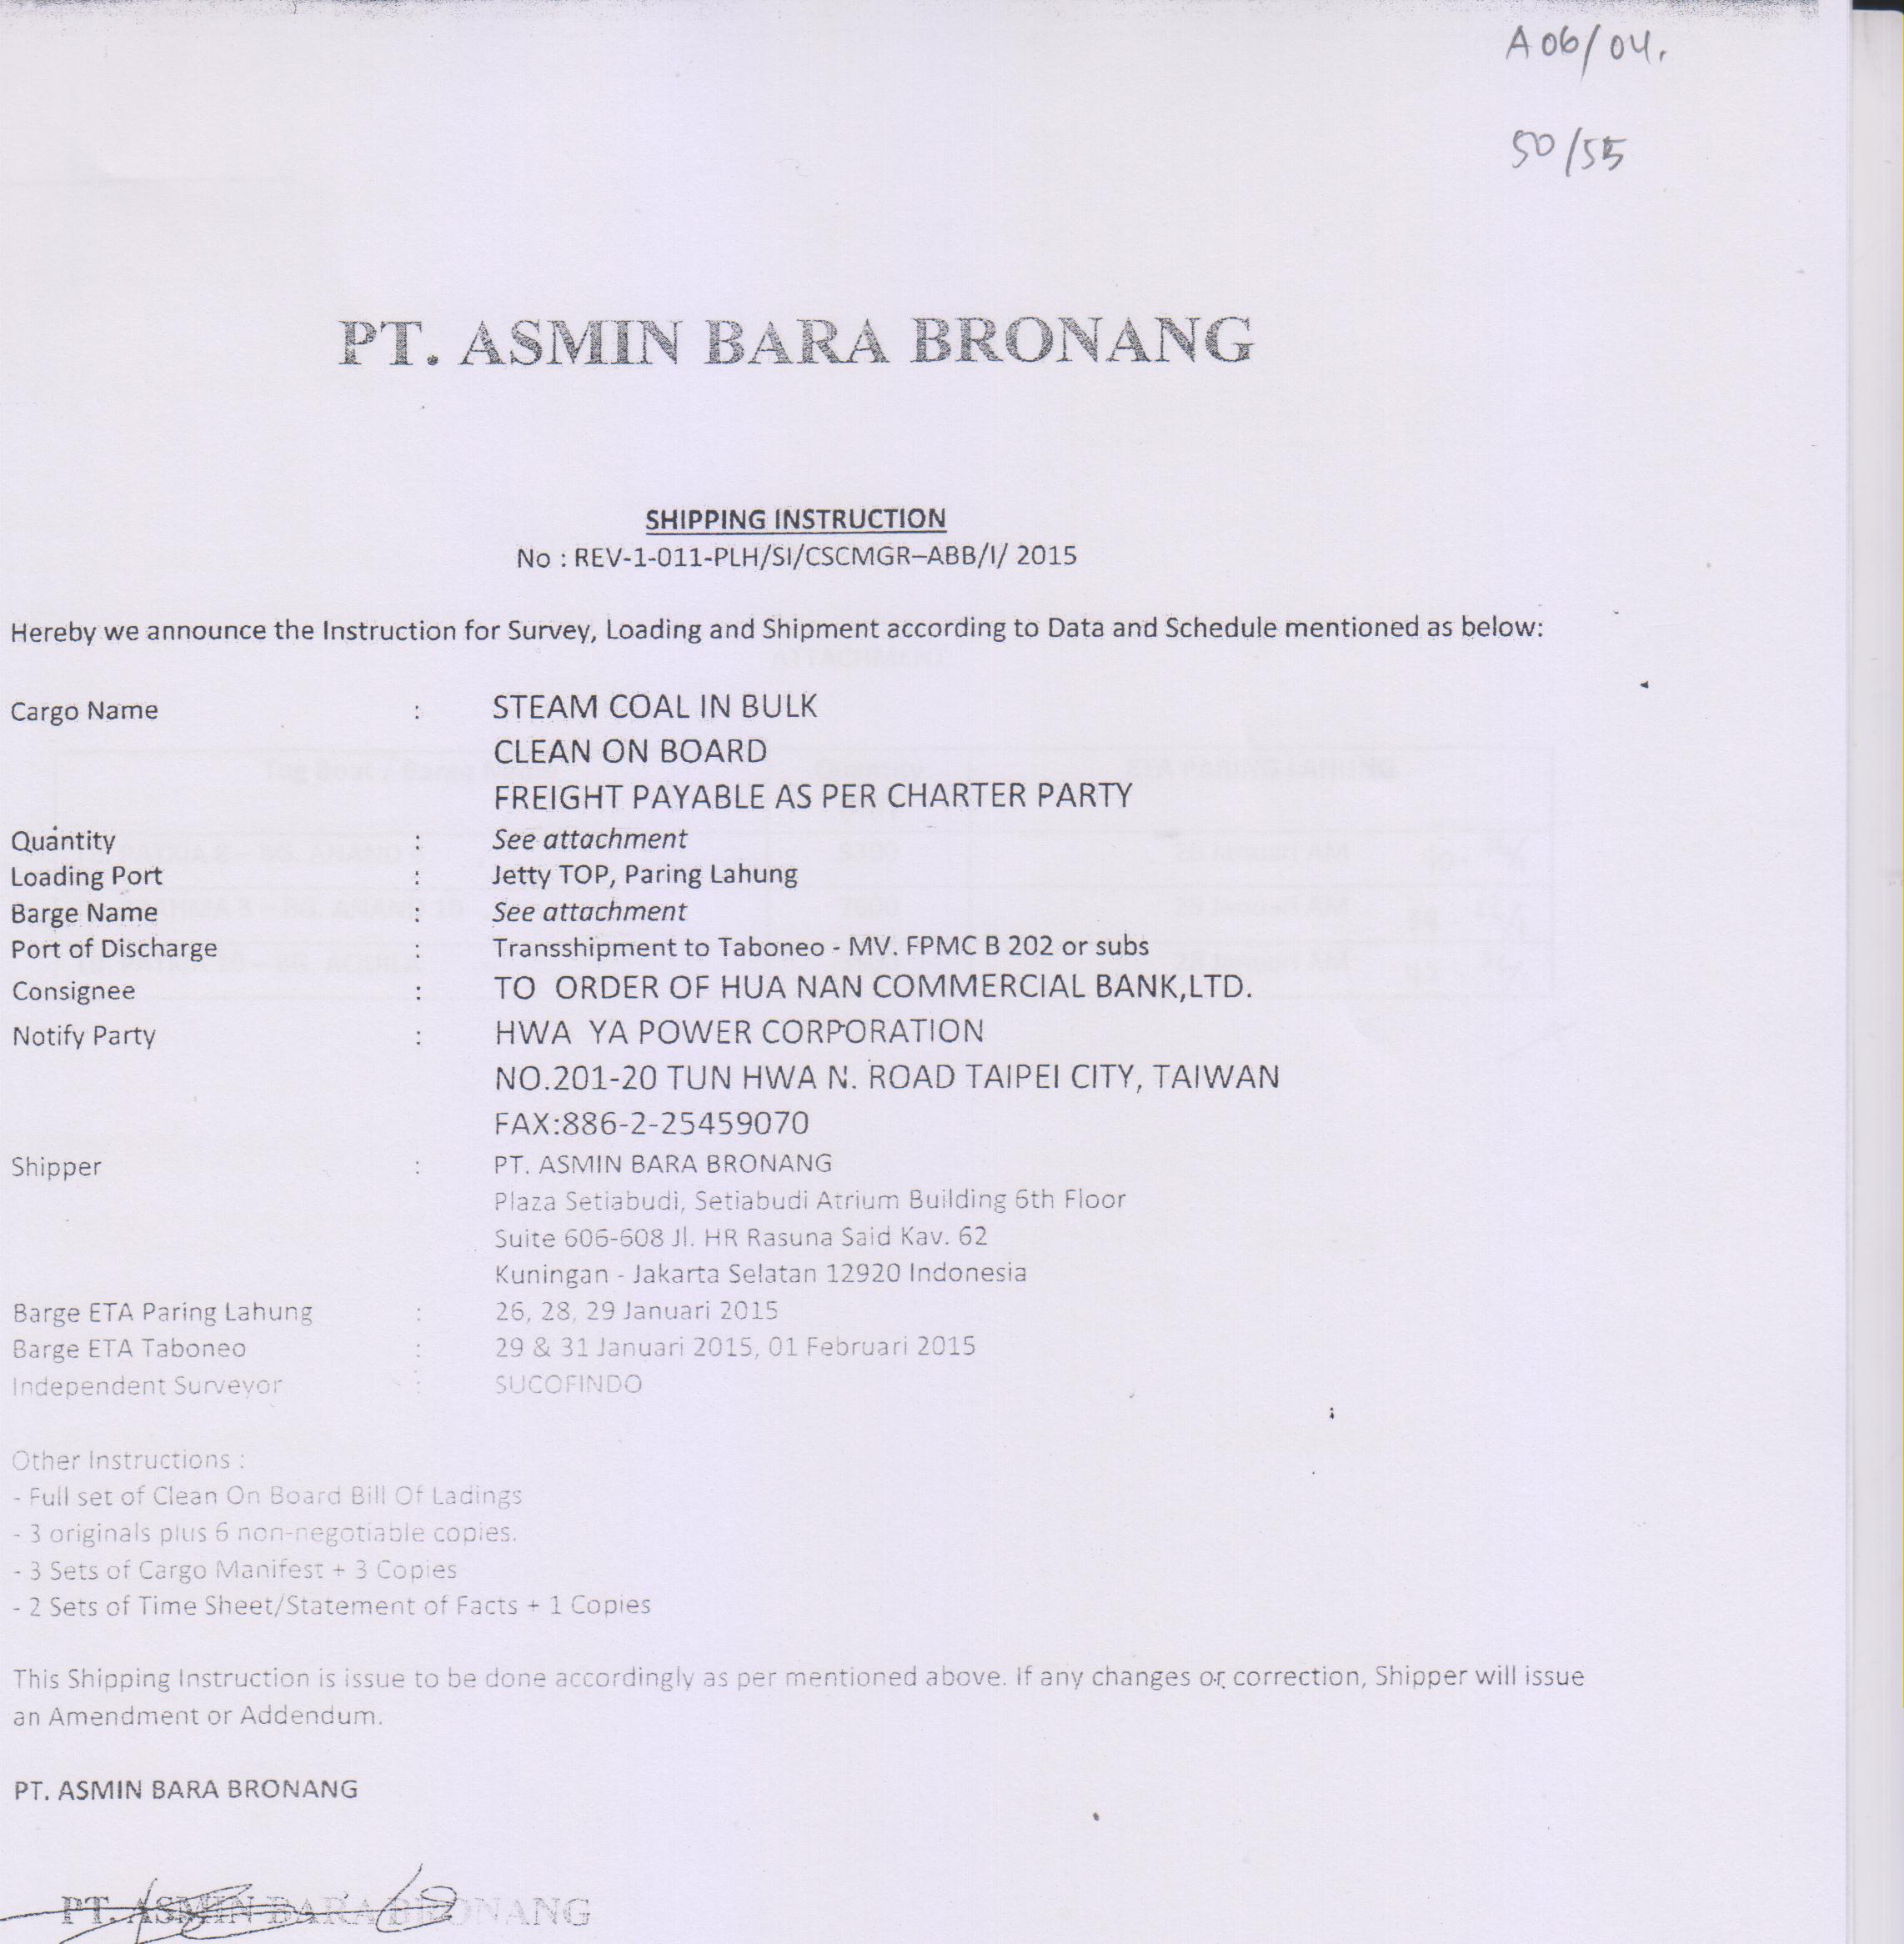 A06/04.
50/55
PT. ASMIN BARA BRONANG
SHIPPING INSTRUCTION
No : REV-1-011-PLH/SI/CSCMGR–ABB/I/ 2015
Hereby we announce the Instruction for Survey, Loading and Shipment according to Data and Schedule mentioned as below:
ATTACHMENT
Cargo Name : STEAM COAL IN BULK
CLEAN ON BOARD
FREIGHT PAYABLE AS PER CHARTER PARTY
Quantity : See attachment
Loading Port : Jetty TOP, Paring Lahung
Barge Name : See attachment
Port of Discharge : Transshipment to Taboneo - MV. FPMC B 202 or subs
Consignee : TO ORDER OF HUA NAN COMMERCIAL BANK,LTD.
Notify Party : HWA YA POWER CORPORATION
NO.201-20 TUN HWA N. ROAD TAIPEI CITY, TAIWAN
FAX:886-2-25459070
Shipper : PT. ASMIN BARA BRONANG
Plaza Setiabudi, Setiabudi Atrium Building 6th Floor
Suite 606-608 Jl. HR Rasuna Said Kav. 62
Kuningan - Jakarta Selatan 12920 Indonesia
Barge ETA Paring Lahung : 26, 28, 29 Januari 2015
Barge ETA Taboneo : 29 & 31 Januari 2015, 01 Februari 2015
Independent Surveyor : SUCOFINDO
Other Instructions :
- Full set of Clean On Board Bill Of Ladings
- 3 originals plus 6 non-negotiable copies.
- 3 Sets of Cargo Manifest + 3 Copies
- 2 Sets of Time Sheet/Statement of Facts + 1 Copies
This Shipping Instruction is issue to be done accordingly as per mentioned above. If any changes or correction, Shipper will issue
an Amendment or Addendum.
PT. ASMIN BARA BRONANG
PT. ASMIN BARA BRONANG